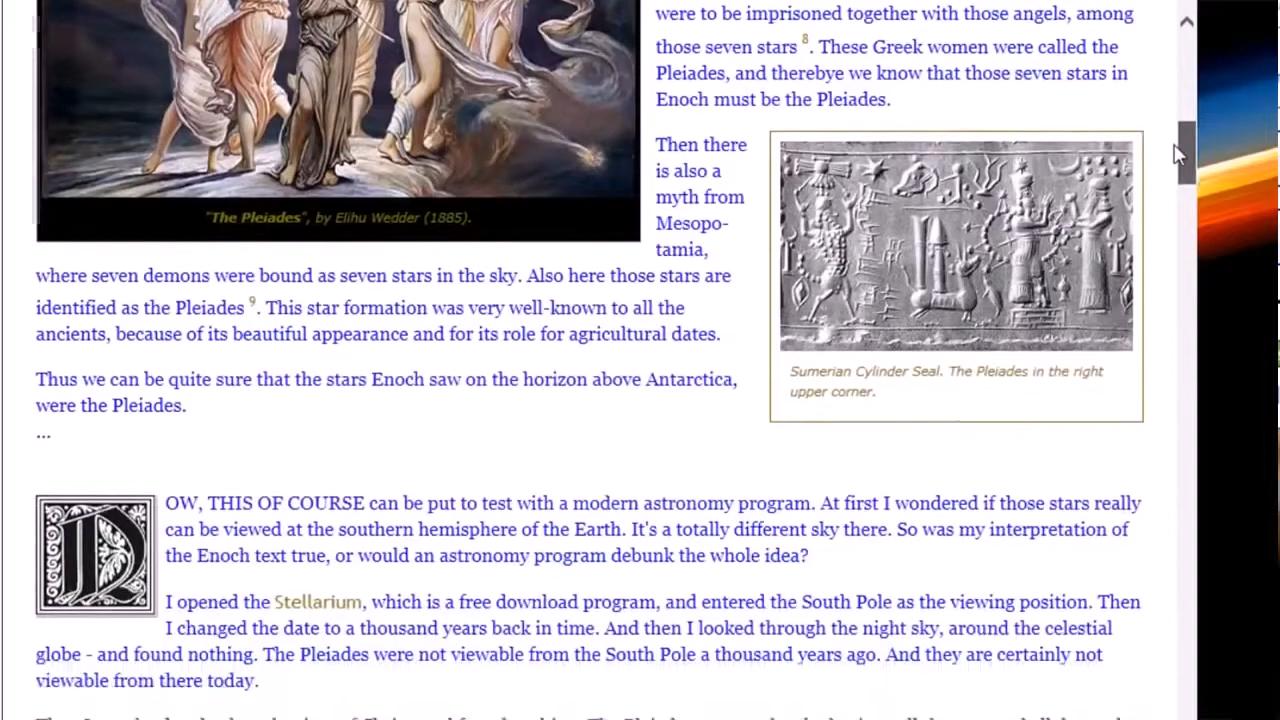 were to be imprisoned together with those angels, among
those seven stars 8. These Greek women were called the
Pleiades, and therebye we know that those seven stars in
Enoch must be the Pleiades.
"The Pleiades", by Elihu Wedder (1885).
Then there
is also a
myth from
Mesopo-
tamia,
where seven demons were bound as seven stars in the sky. Also here those stars are
identified as the Pleiades 9. This star formation was very well-known to all the
ancients, because of its beautiful appearance and for its role for agricultural dates.
Sumerian Cylinder Seal. The Pleiades in the right
upper corner.
Thus we can be quite sure that the stars Enoch saw on the horizon above Antarctica,
were the Pleiades.
...
N
OW, THIS OF COURSE can be put to test with a modern astronomy program. At first I wondered if those stars really
can be viewed at the southern hemisphere of the Earth. It's a totally different sky there. So was my interpretation of
the Enoch text true, or would an astronomy program debunk the whole idea?
I opened the Stellarium, which is a free download program, and entered the South Pole as the viewing position. Then
I changed the date to a thousand years back in time. And then I looked through the night sky, around the celestial
globe - and found nothing. The Pleiades were not viewable from the South Pole a thousand years ago. And they are certainly not
viewable from there today.